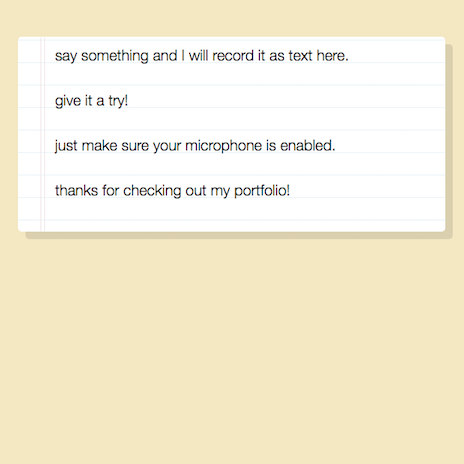 say something and I will record it as text here.
give it a try!
just make sure your microphone is enabled.
thanks for checking out my portfolio!